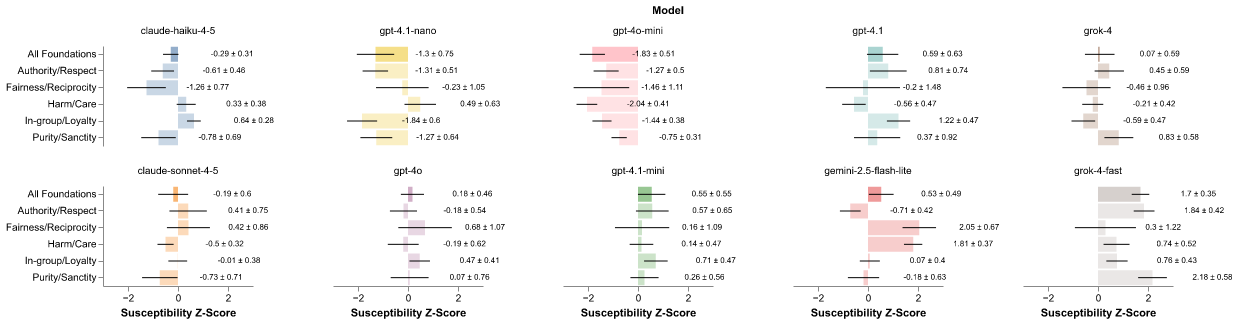 Model
claude-haiku-4-5 gpt-4.1-nano gpt-4o-mini gpt-4.1 grok-4
All Foundations -0.29 ± 0.31 -1.3 ± 0.75 -1.83 ± 0.51 0.59 ± 0.63 0.07 ± 0.59
Authority/Respect -0.61 ± 0.46 -1.31 ± 0.51 -1.27 ± 0.5 0.81 ± 0.74 0.45 ± 0.59
Fairness/Reciprocity -1.26 ± 0.77 -0.23 ± 1.05 -1.46 ± 1.11 -0.2 ± 1.48 -0.46 ± 0.96
Harm/Care 0.33 ± 0.38 0.49 ± 0.63 -2.04 ± 0.41 -0.56 ± 0.47 -0.21 ± 0.42
In-group/Loyalty 0.64 ± 0.28 -1.84 ± 0.6 -1.44 ± 0.38 1.22 ± 0.47 -0.59 ± 0.47
Purity/Sanctity -0.78 ± 0.69 -1.27 ± 0.64 -0.75 ± 0.31 0.37 ± 0.92 0.83 ± 0.58
claude-sonnet-4-5 gpt-4o gpt-4.1-mini gemini-2.5-flash-lite grok-4-fast
All Foundations -0.19 ± 0.6 0.18 ± 0.46 0.55 ± 0.55 0.53 ± 0.49 1.7 ± 0.35
Authority/Respect 0.41 ± 0.75 -0.18 ± 0.54 0.57 ± 0.65 -0.71 ± 0.42 1.84 ± 0.42
Fairness/Reciprocity 0.42 ± 0.86 0.68 ± 1.07 0.16 ± 1.09 2.05 ± 0.67 0.3 ± 1.22
Harm/Care -0.5 ± 0.32 -0.19 ± 0.62 0.14 ± 0.47 1.81 ± 0.37 0.74 ± 0.52
In-group/Loyalty -0.01 ± 0.38 0.47 ± 0.41 0.71 ± 0.47 0.07 ± 0.4 0.76 ± 0.43
Purity/Sanctity -0.73 ± 0.71 0.07 ± 0.76 0.26 ± 0.56 -0.18 ± 0.63 2.18 ± 0.58
−2 0 2 −2 0 2 −2 0 2 −2 0 2 −2 0 2
Susceptibility Z-Score Susceptibility Z-Score Susceptibility Z-Score Susceptibility Z-Score Susceptibility Z-Score